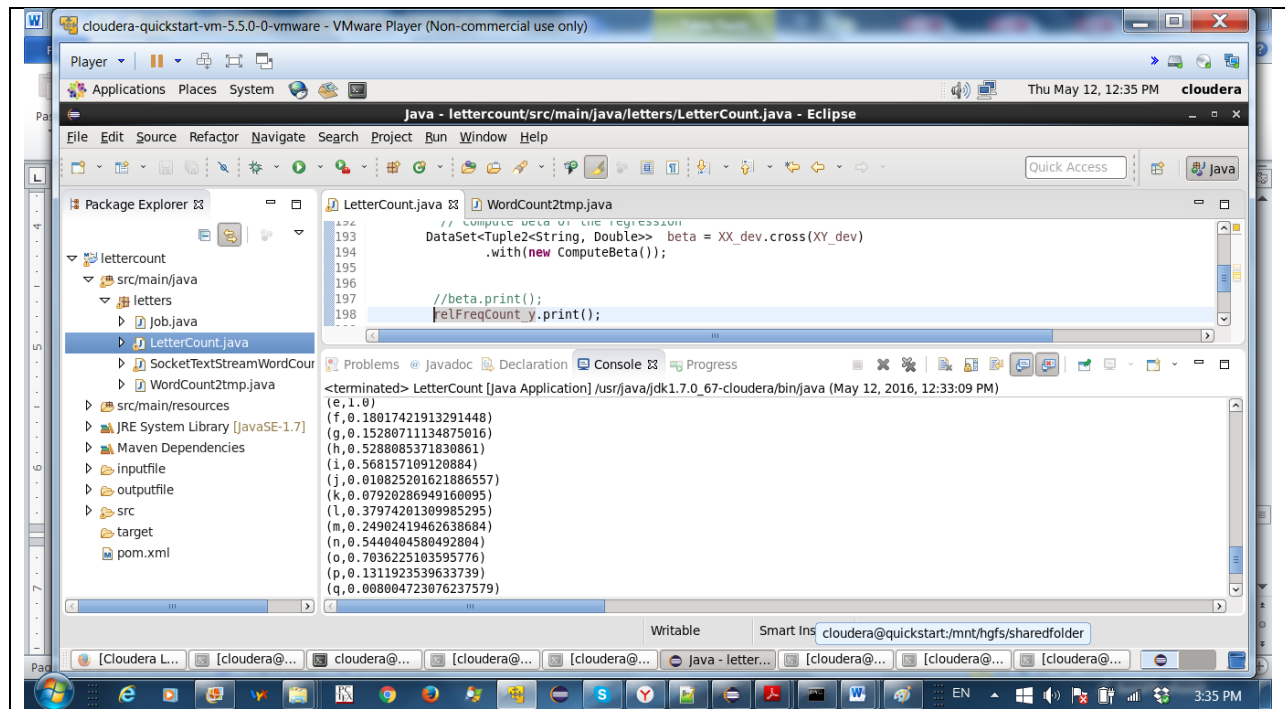 cloudera-quickstart-vm-5.5.0-0-vmware - VMware Player (Non-commercial use only)
Player
Applications Places System Thu May 12, 12:35 PM cloudera
Java - lettercount/src/main/java/letters/LetterCount.java - Eclipse
File Edit Source Refactor Navigate Search Project Run Window Help
Quick Access Java
Package Explorer
lettercount
src/main/java
letters
Job.java
LetterCount.java
SocketTextStreamWordCour
WordCount2tmp.java
src/main/resources
JRE System Library [JavaSE-1.7]
Maven Dependencies
inputfile
outputfile
src
target
pom.xml
LetterCount.java WordCount2tmp.java
192 // compute beta of the regression
193 DataSet<Tuple2<String, Double>> beta = XX_dev.cross(XY_dev)
194 .with(new ComputeBeta());
195
196
197 //beta.print();
198 relFreqCount_y.print();
Problems Javadoc Declaration Console Progress
<terminated> LetterCount [Java Application] /usr/java/jdk1.7.0_67-cloudera/bin/java (May 12, 2016, 12:33:09 PM)
(e,1.0)
(f,0.18017421913291448)
(g,0.15280711134875016)
(h,0.5288085371830861)
(i,0.568157109120884)
(j,0.010825201621886557)
(k,0.07920286949160095)
(l,0.37974201309985295)
(m,0.24902419462638684)
(n,0.5440404580492804)
(o,0.7036225103595776)
(p,0.1311923539633739)
(q,0.008004723076237579)
Writable Smart Ins
cloudera@quickstart:/mnt/hgfs/sharedfolder
[Cloudera L... [cloudera@... cloudera@... [cloudera@... [cloudera@... Java - letter... [cloudera@... [cloudera@... [cloudera@...
EN 3:35 PM